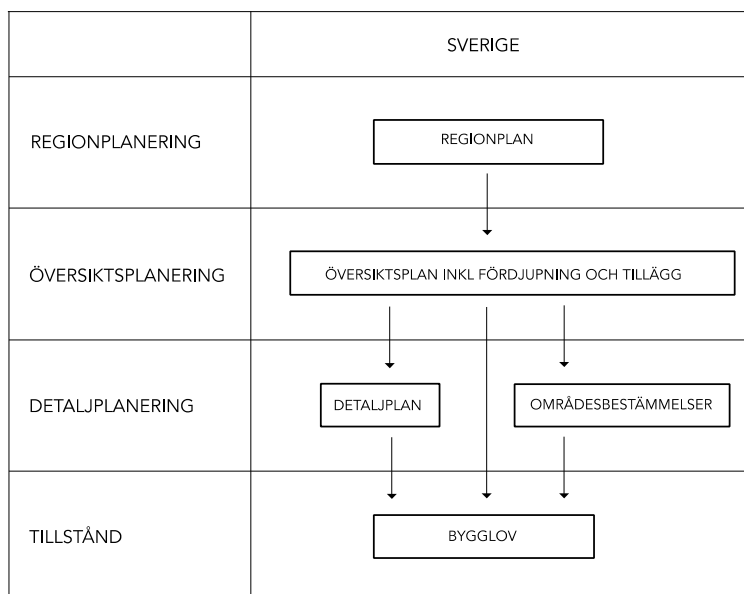 SVERIGE
REGIONPLANERING
REGIONPLAN
ÖVERSIKTSPLANERING
ÖVERSIKTSPLAN INKL FÖRDJUPNING OCH TILLÄGG
DETALJPLANERING
DETALJPLAN
OMRÅDESBESTÄMMELSER
TILLSTÅND
BYGGLOV